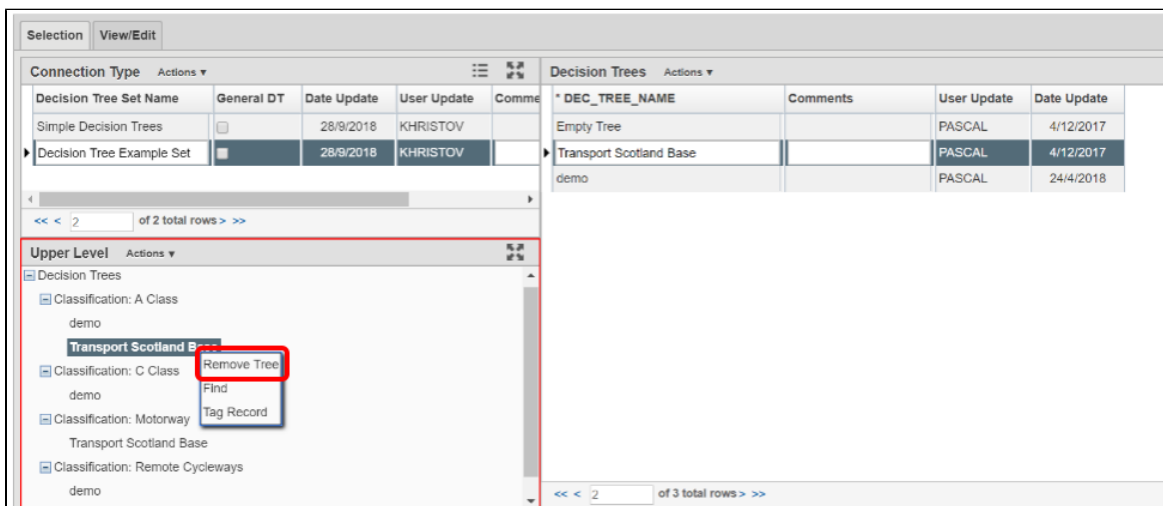 Selection View/Edit
Connection Type Actions ▾
Decision Tree Set Name General DT Date Update User Update Comme
Simple Decision Trees 28/9/2018 KHRISTOV
Decision Tree Example Set 28/9/2018 KHRISTOV
<< < 2 of 2 total rows > >>
Upper Level Actions ▾
Decision Trees
Classification: A Class
demo
Transport Scotland
Remove Tree
Find
Tag Record
Classification: C Class
demo
Classification: Motorway
Transport Scotland Base
Classification: Remote Cycleways
demo
Decision Trees Actions ▾
* DEC_TREE_NAME Comments User Update Date Update
Empty Tree PASCAL 4/12/2017
Transport Scotland Base PASCAL 4/12/2017
demo PASCAL 24/4/2018
<< < 2 of 3 total rows > >>